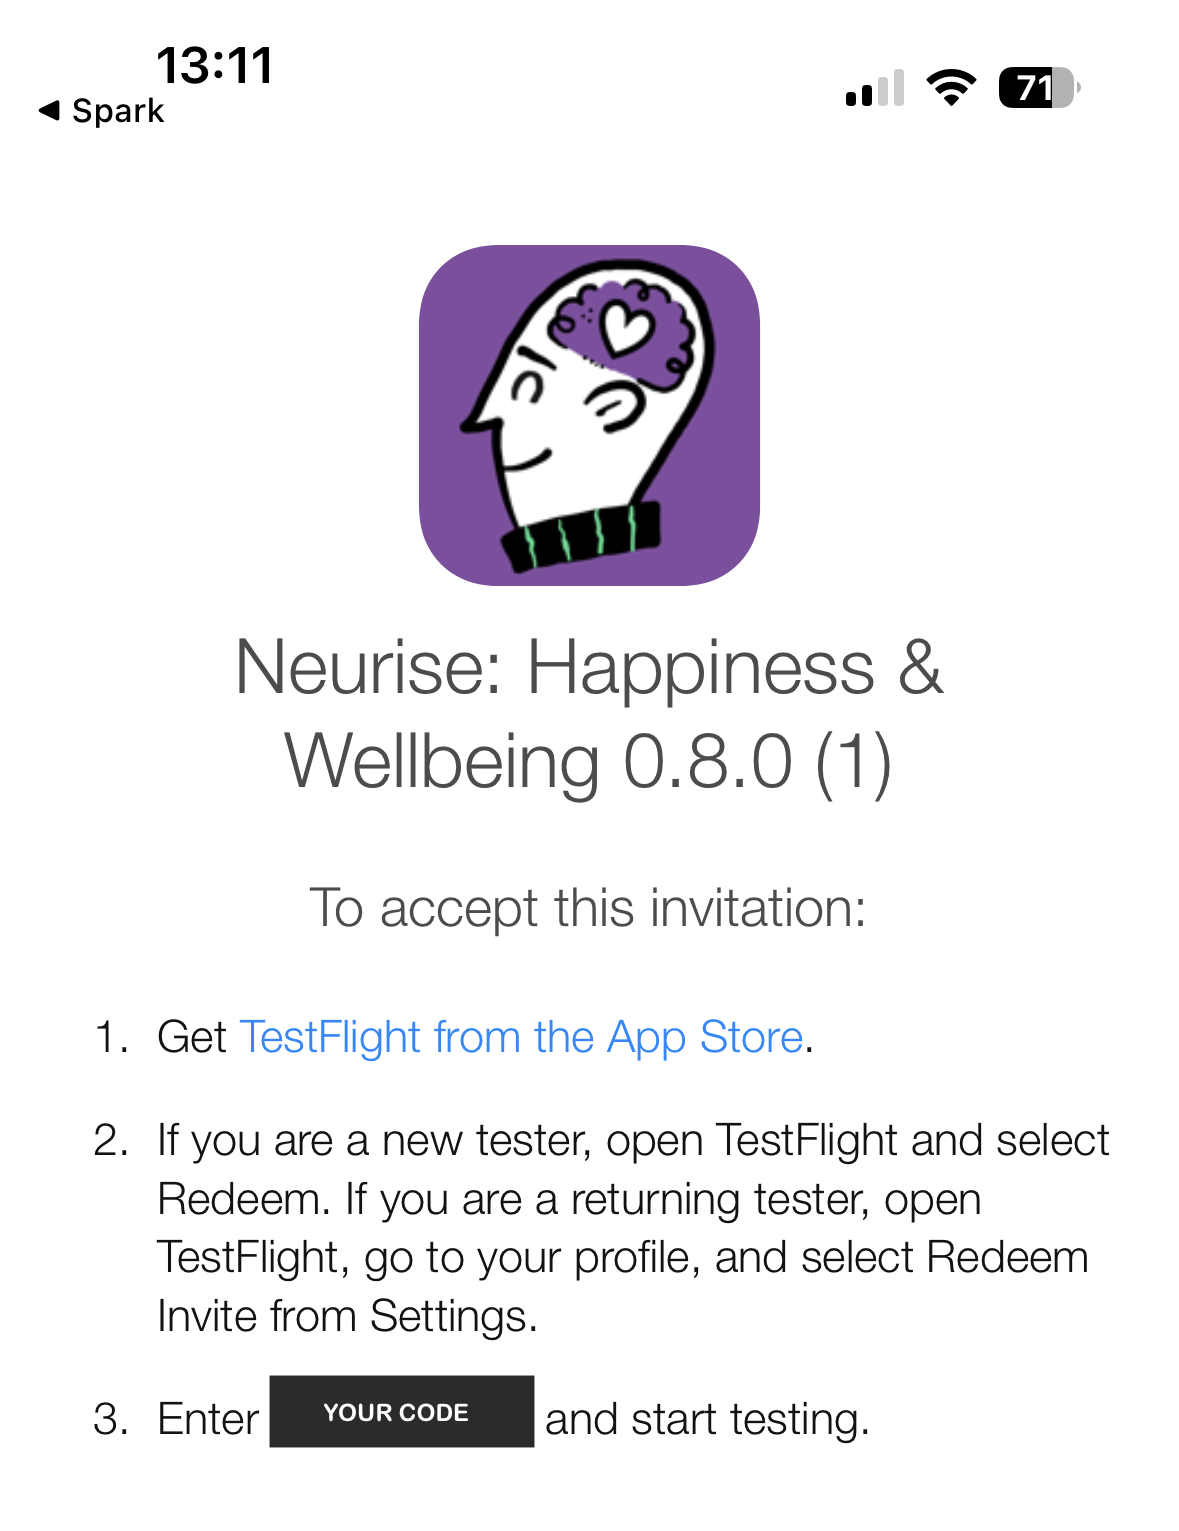 13:11
Spark
71
Neurise: Happiness &
Wellbeing 0.8.0 (1)
To accept this invitation:
1. Get TestFlight from the App Store.
2. If you are a new tester, open TestFlight and select
Redeem. If you are a returning tester, open
TestFlight, go to your profile, and select Redeem
Invite from Settings.
3. Enter YOUR CODE and start testing.